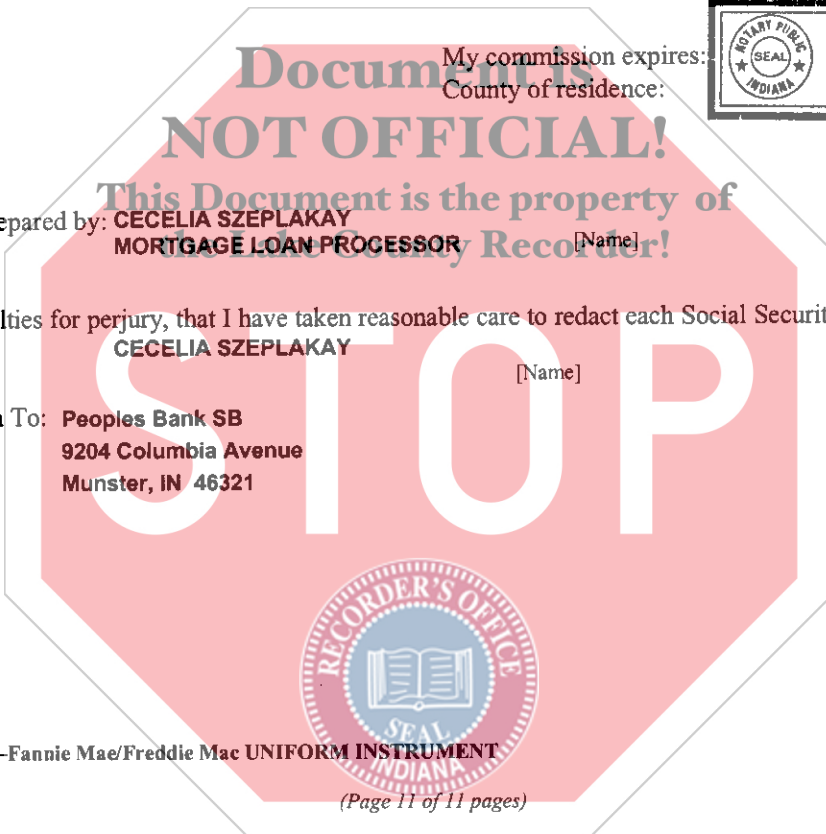 My commission expires:
County of residence:
NOTARY PUBLIC
SEAL
INDIANA
Document is
NOT OFFICIAL!
This Document is the property of
the Lake County Recorder!
epared by: CECELIA SZEPLAKAY
MORTGAGE LOAN PROCESSOR [Name]
lties for perjury, that I have taken reasonable care to redact each Social Securit
CECELIA SZEPLAKAY
[Name]
To: Peoples Bank SB
9204 Columbia Avenue
Munster, IN 46321
STOP
RECORDER'S OFFICE
SEAL
INDIANA
-Fannie Mae/Freddie Mac UNIFORM INSTRUMENT
(Page 11 of 11 pages)